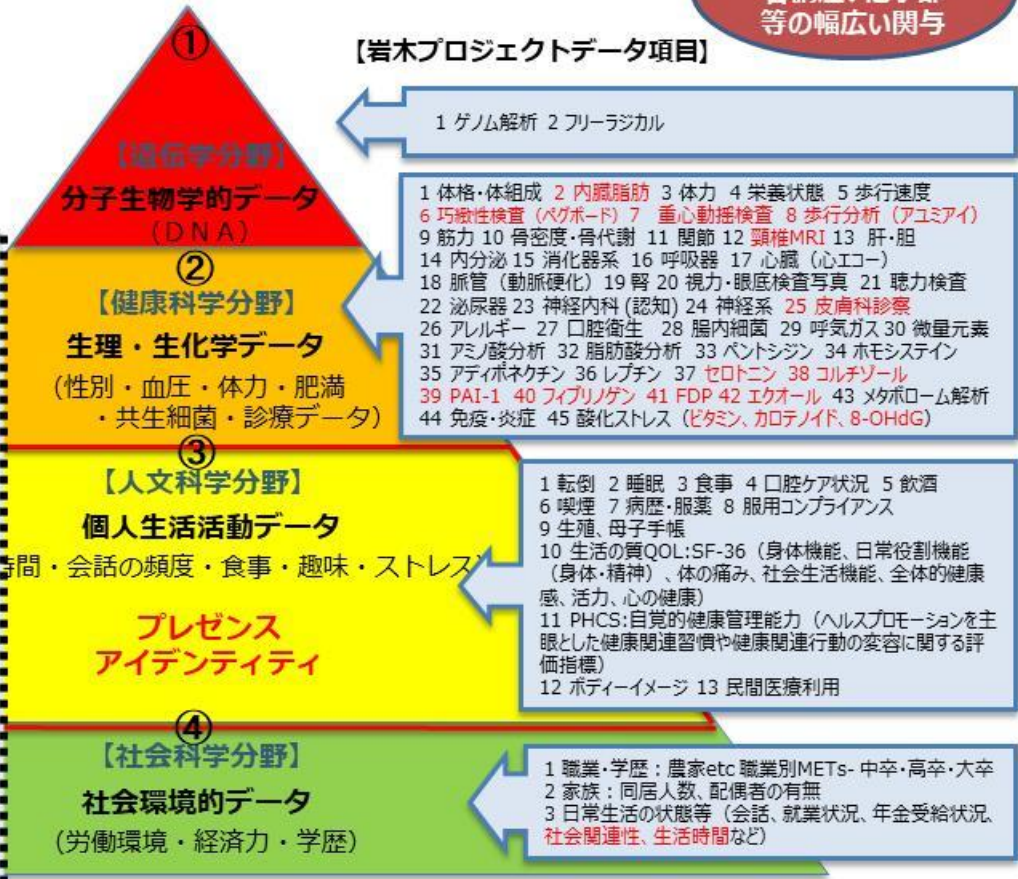 等の幅広い関与
【岩木プロジェクトデータ項目】
①
【遺伝学分野】
分子生物学的データ
(DNA)
1 ゲノム解析 2 フリーラジカル
②
【健康科学分野】
生理・生化学データ
(性別・血圧・体力・肥満
・共生細菌・診療データ)
1 体格・体組成 2 内臓脂肪 3 体力 4 栄養状態 5 歩行速度
6 巧緻性検査（ペグボード）7 重心動揺検査 8 歩行分析（アユミアイ）
9 筋力 10 骨密度・骨代謝 11 関節 12 頸椎MRI 13 肝・胆
14 内分泌 15 消化器系 16 呼吸器 17 心臓（心エコー）
18 脈管（動脈硬化）19 腎 20 視力・眼底検査写真 21 聴力検査
22 泌尿器 23 神経内科 (認知) 24 神経系 25 皮膚科診察
26 アレルギー 27 口腔衛生 28 腸内細菌 29 呼気ガス 30 微量元素
31 アミノ酸分析 32 脂肪酸分析 33 ペントシジン 34 ホモシステイン
35 アディポネクチン 36 レプチン 37 セロトニン 38 コルチゾール
39 PAI-1 40 フィブリノゲン 41 FDP 42 エクオール 43 メタボローム解析
44 免疫・炎症 45 酸化ストレス（ビタミン、カロテノイド、8-OHdG）
③
【人文科学分野】
個人生活活動データ
間・会話の頻度・食事・趣味・ストレス
プレゼンス
アイデンティティ
1 転倒 2 睡眠 3 食事 4 口腔ケア状況 5 飲酒
6 喫煙 7 病歴・服薬 8 服用コンプライアンス
9 生殖、母子手帳
10 生活の質QOL:SF-36（身体機能、日常役割機能
（身体・精神）、体の痛み、社会生活機能、全体的健康
感、活力、心の健康）
11 PHCS:自覚的健康管理能力（ヘルスプロモーションを主
眼とした健康関連習慣や健康関連行動の変容に関する評
価指標）
12 ボディーイメージ 13 民間医療利用
④
【社会科学分野】
社会環境的データ
(労働環境・経済力・学歴)
1 職業・学歴：農家etc 職業別METs- 中卒・高卒・大卒
2 家族：同居人数、配偶者の有無
3 日常生活の状態等（会話、就業状況、年金受給状況、
社会関連性、生活時間など）